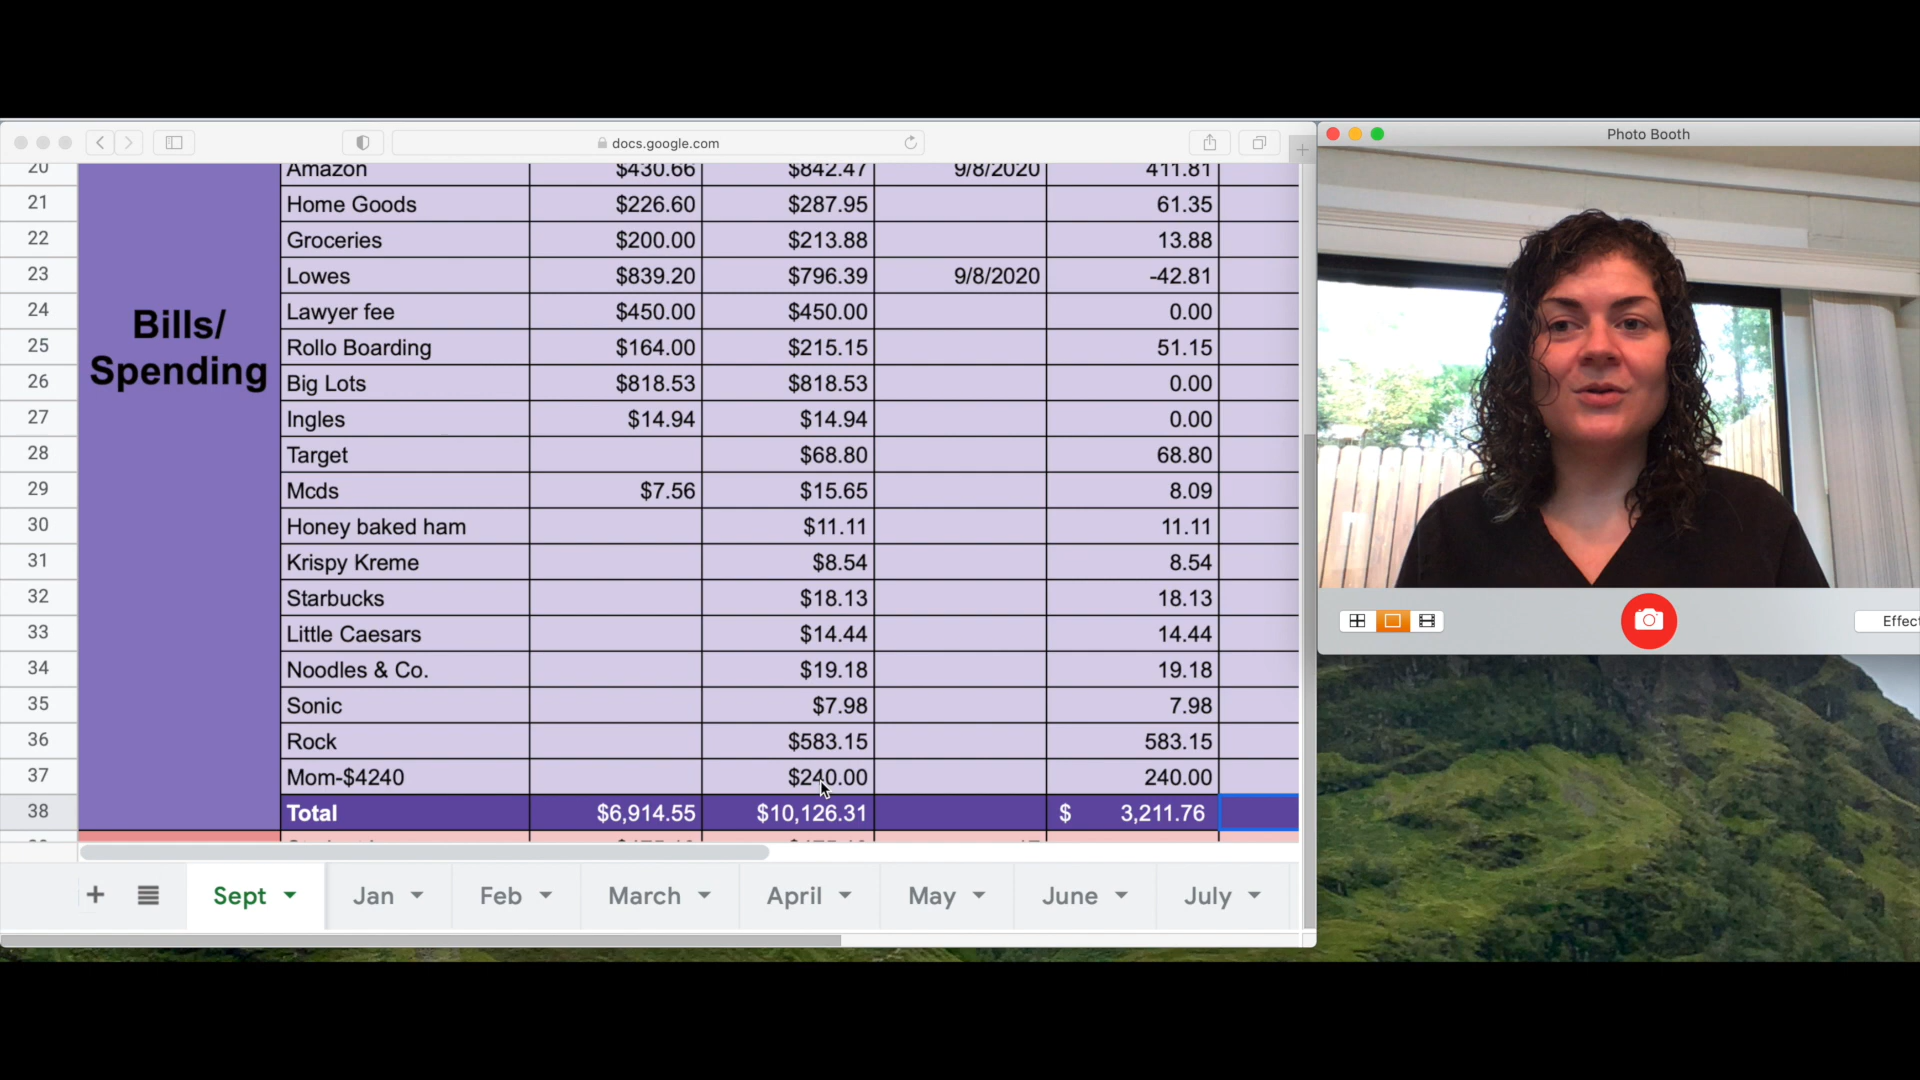 docs.google.com
Photo Booth
20 Amazon $430.66 $842.47 9/8/2020 411.81
21 Home Goods $226.60 $287.95 61.35
22 Groceries $200.00 $213.88 13.88
23 Lowes $839.20 $796.39 9/8/2020 -42.81
24 Lawyer fee $450.00 $450.00 0.00
Bills/
Spending
25 Rollo Boarding $164.00 $215.15 51.15
26 Big Lots $818.53 $818.53 0.00
27 Ingles $14.94 $14.94 0.00
28 Target $68.80 68.80
29 Mcds $7.56 $15.65 8.09
30 Honey baked ham $11.11 11.11
31 Krispy Kreme $8.54 8.54
32 Starbucks $18.13 18.13
33 Little Caesars $14.44 14.44
34 Noodles & Co. $19.18 19.18
35 Sonic $7.98 7.98
36 Rock $583.15 583.15
37 Mom-$4240 $240.00 240.00
38 Total $6,914.55 $10,126.31 $ 3,211.76
Sept Jan Feb March April May June July
Effect